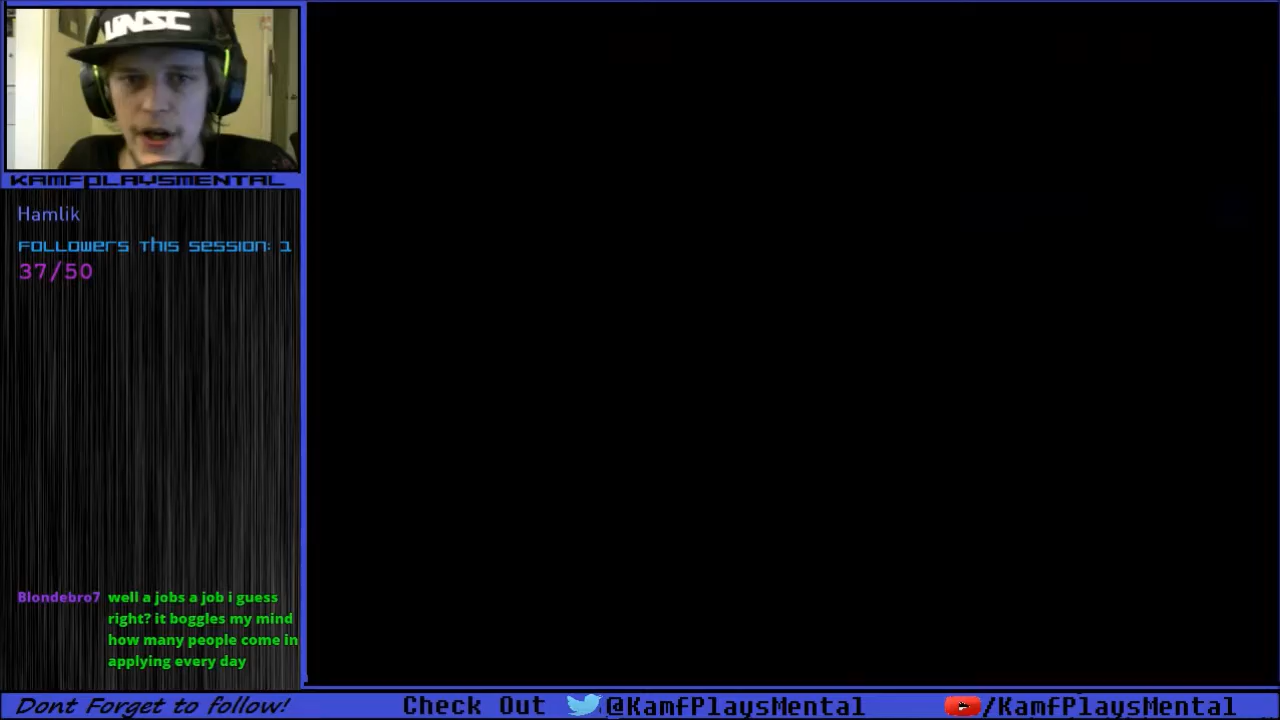 UNSC
KAMFPLAYSMENTAL
Hamlik
Followers this session: 1
37/50
Blondebro7 well a jobs a job i guess
right? it boggles my mind
how many people come in
applying every day
Dont Forget to follow! Check Out @KamfPlaysMental /KamfPlaysMental